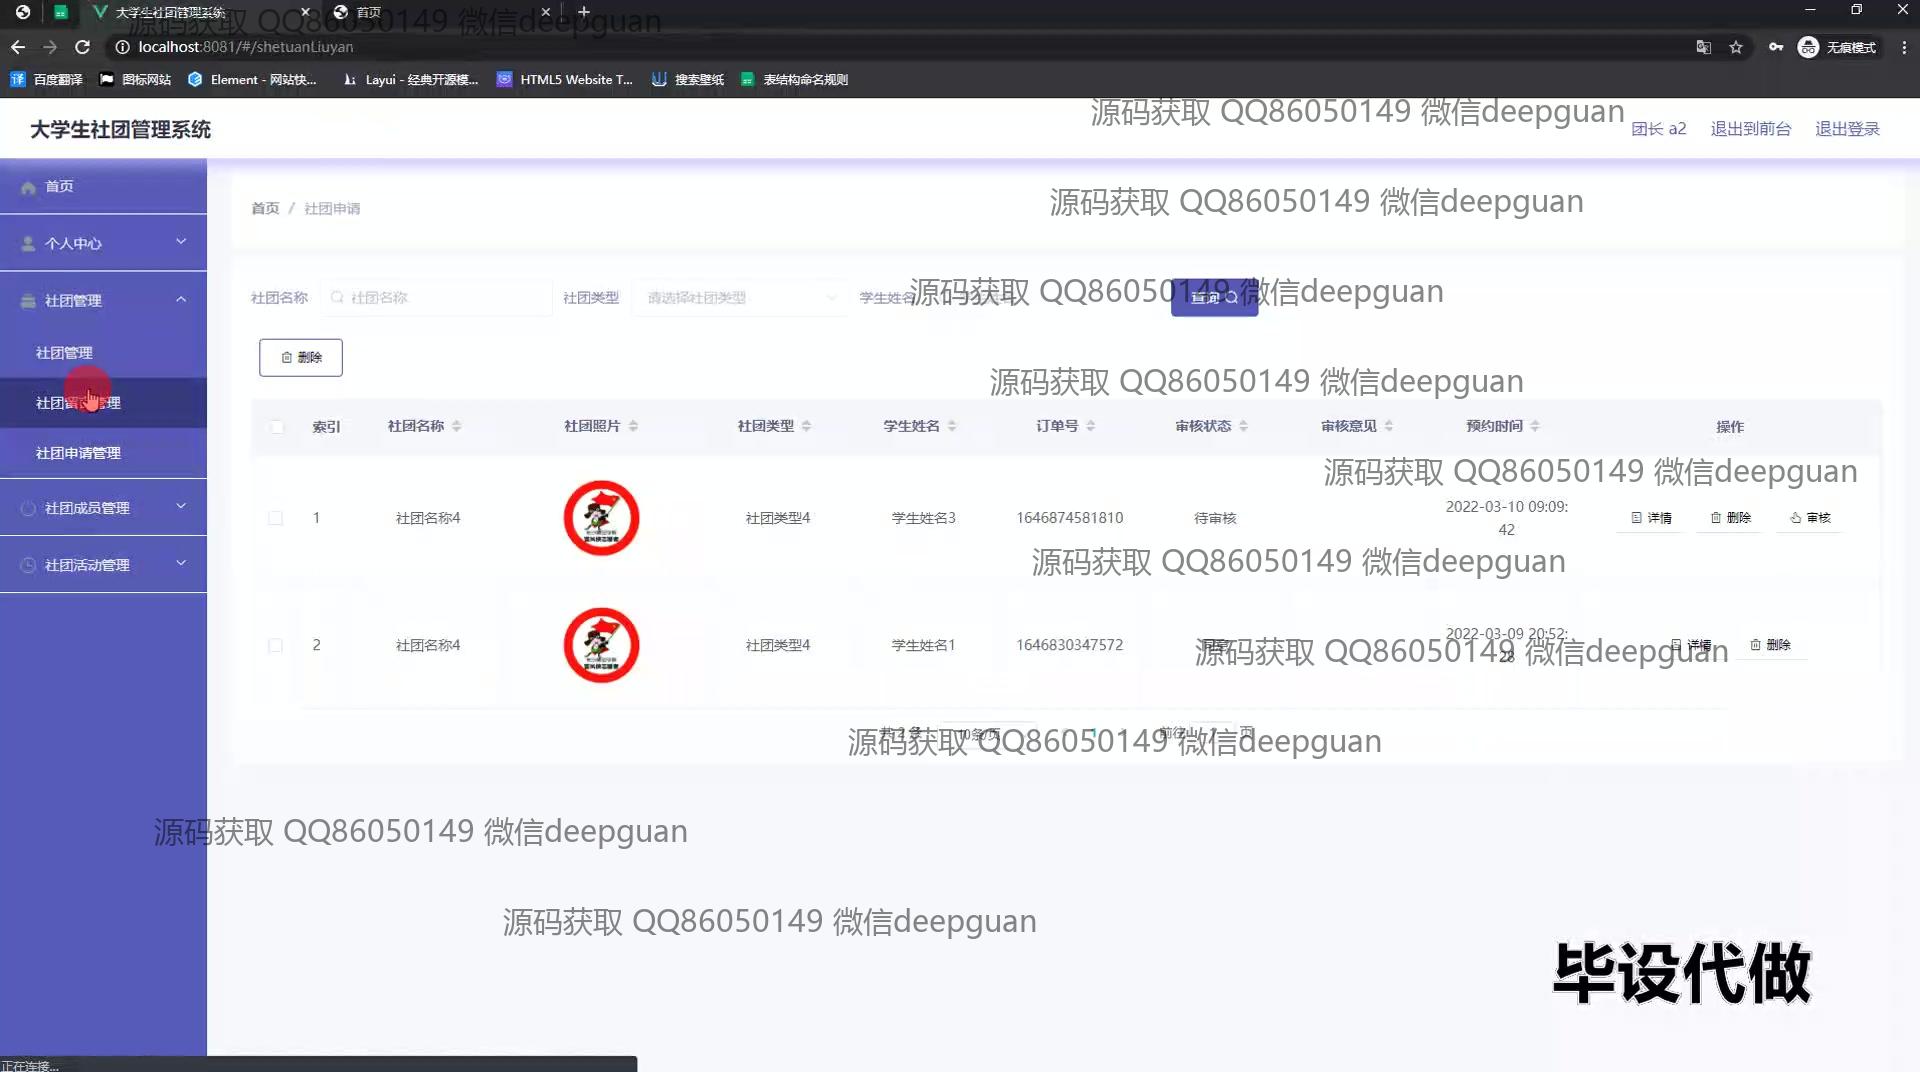 大学生社团管理系统
首页
localhost:8081/#/shetuanLiuyan
无痕模式
百度翻译
图标网站
Element - 网站快...
Layui - 经典开源模...
HTML5 Website T...
搜索壁纸
表结构命名规则
源码获取 QQ86050149 微信deepguan
大学生社团管理系统
源码获取 QQ86050149 微信deepguan
团长 a2
退出到前台
退出登录
首页
个人中心
社团管理
社团管理
社团留言管理
社团申请管理
社团成员管理
社团活动管理
首页 / 社团申请
源码获取 QQ86050149 微信deepguan
社团名称 社团名称
社团类型 请选择社团类型
学生姓名
查询
源码获取 QQ86050149 微信deepguan
删除
源码获取 QQ86050149 微信deepguan
索引 社团名称 社团照片 社团类型 学生姓名 订单号 审核状态 审核意见 预约时间 操作
源码获取 QQ86050149 微信deepguan
1 社团名称4 社团类型4 学生姓名3 1646874581810 待审核 2022-03-10 09:09:42 详情 删除 审核
源码获取 QQ86050149 微信deepguan
2 社团名称4 社团类型4 学生姓名1 1646830347572 同意 2022-03-09 20:52:28 详情 删除
源码获取 QQ86050149 微信deepguan
共 2 条 10条/页 1 前往 1 页
源码获取 QQ86050149 微信deepguan
源码获取 QQ86050149 微信deepguan
源码获取 QQ86050149 微信deepguan
毕设代做
正在连接...